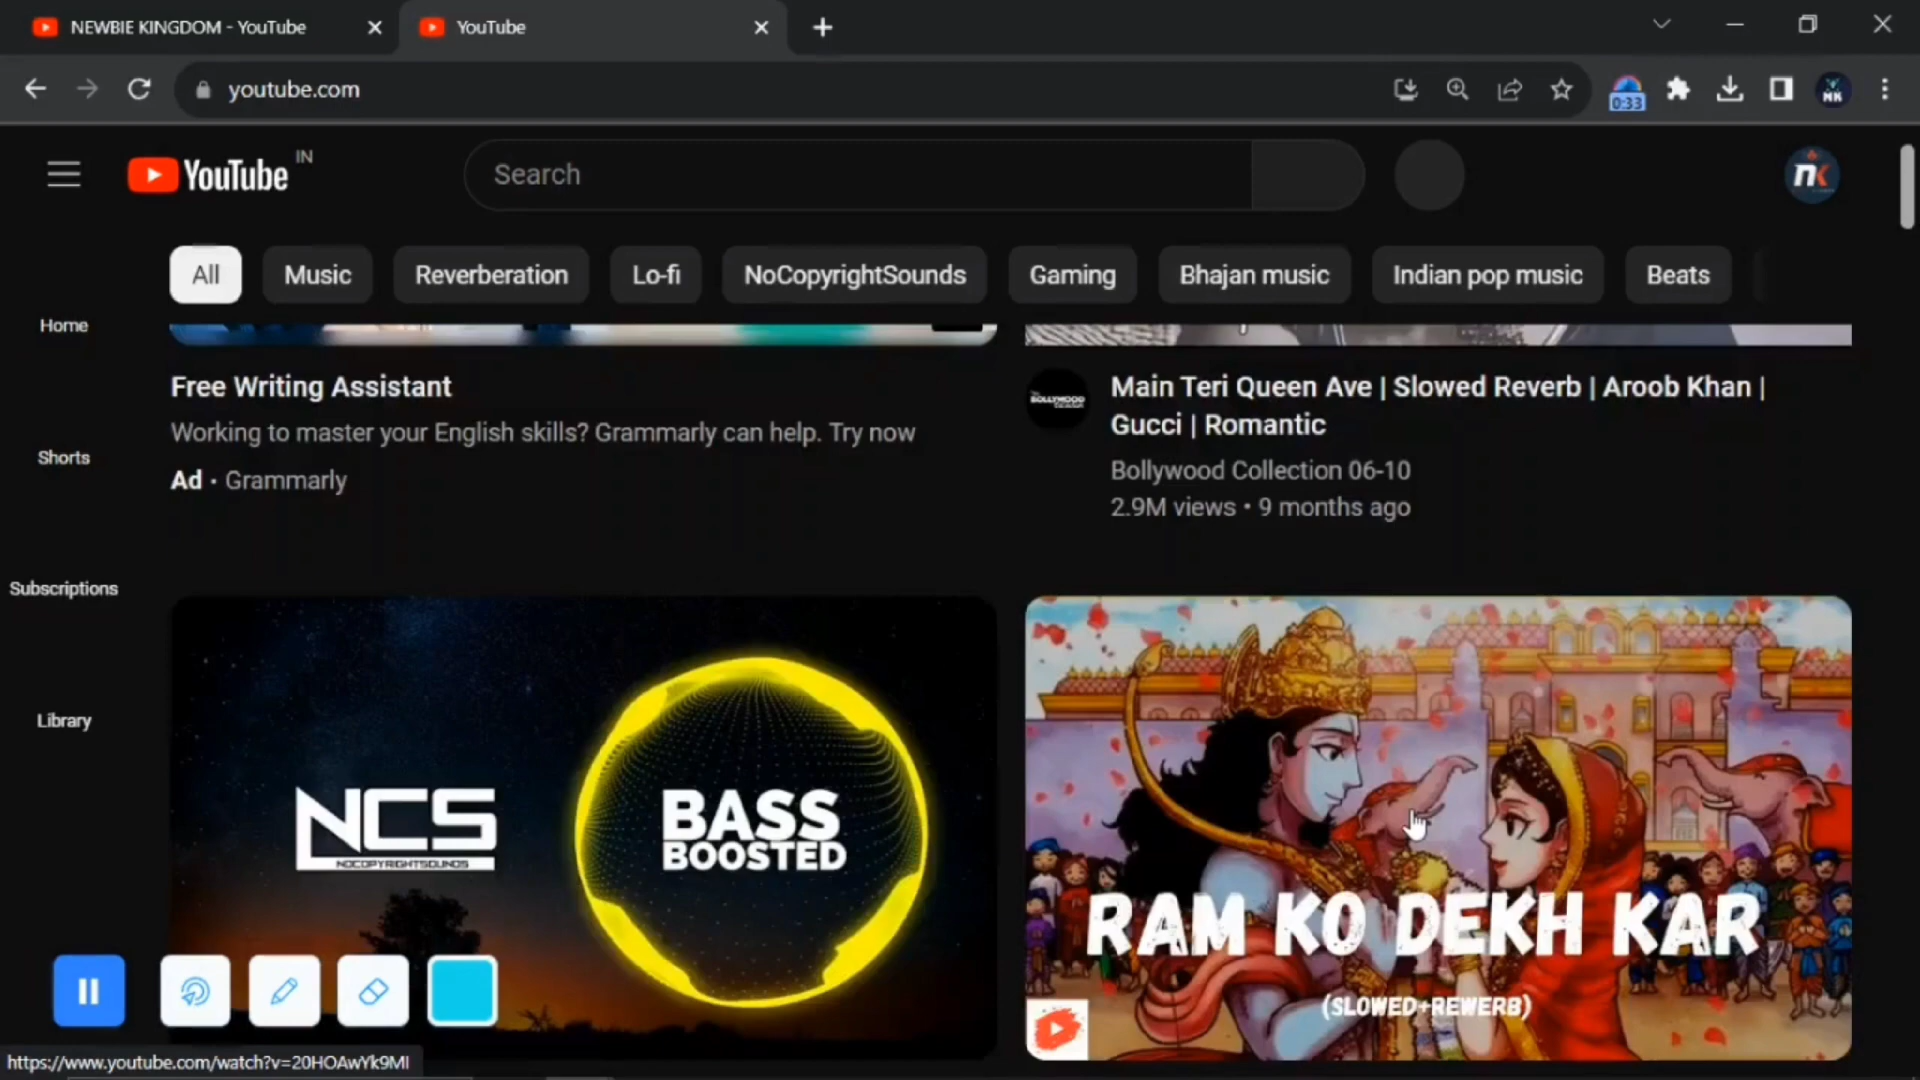 NEWBIE KINGDOM - YouTube
YouTube
youtube.com
0:33
MK
YouTube IN
Search
nk
All
Music
Reverberation
Lo-fi
NoCopyrightSounds
Gaming
Bhajan music
Indian pop music
Beats
Home
Shorts
Subscriptions
Library
Free Writing Assistant
Working to master your English skills? Grammarly can help. Try now
Ad • Grammarly
BOLLYWOOD
Main Teri Queen Ave | Slowed Reverb | Aroob Khan |
Gucci | Romantic
Bollywood Collection 06-10
2.9M views • 9 months ago
NCS
NOCOPYRIGHTSOUNDS
BASS
BOOSTED
RAM KO DEKH KAR
(SLOWED+REWERB)
https://www.youtube.com/watch?v=20HOAwYk9MI